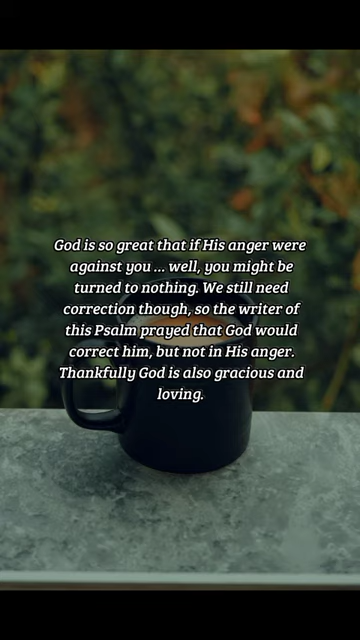 God is so great that if His anger were
against you ... well, you might be
turned to nothing. We still need
correction though, so the writer of
this Psalm prayed that God would
correct him, but not in His anger.
Thankfully God is also gracious and
loving.